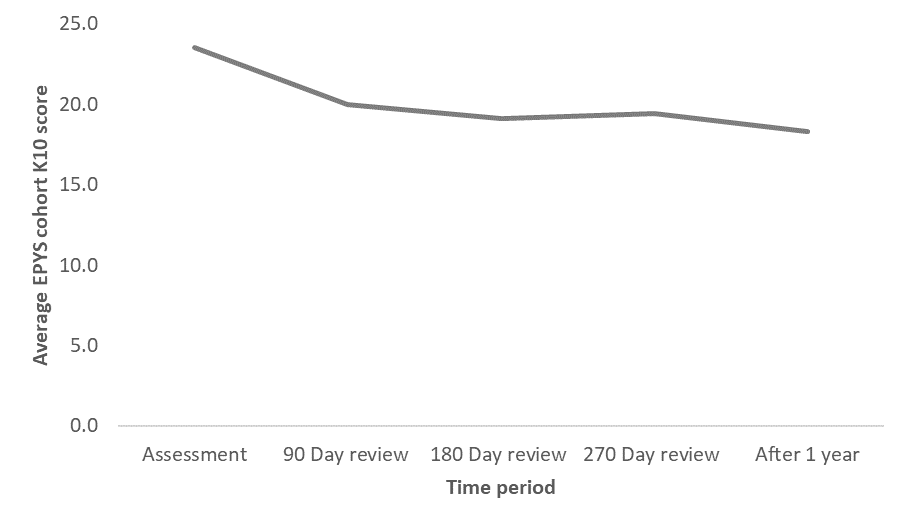 25.0
20.0
15.0
10.0
5.0
0.0
Average EPYS cohort K10 score
Assessment 90 Day review 180 Day review 270 Day review After 1 year
Time period